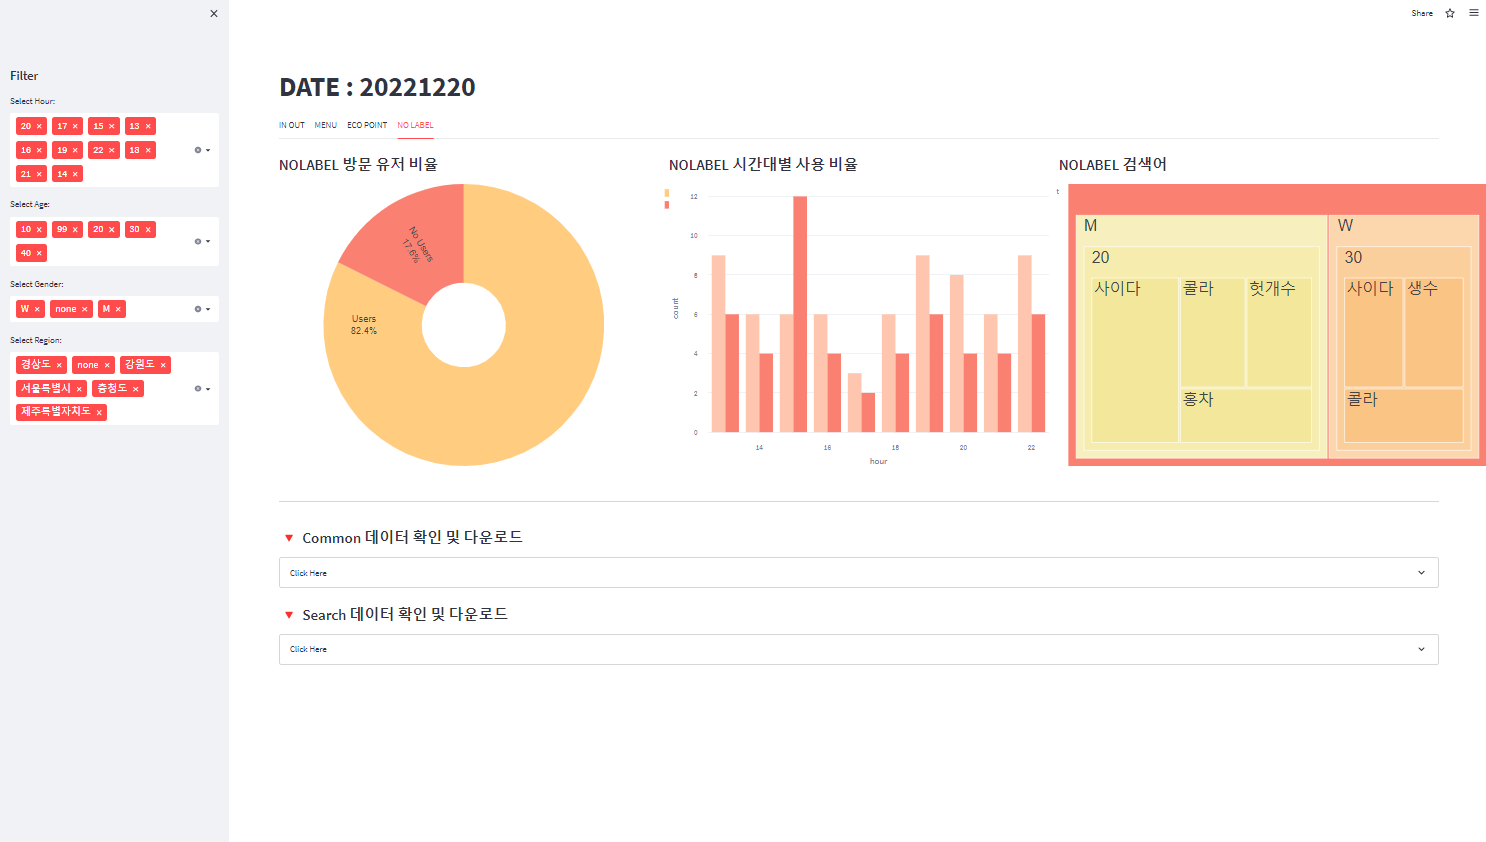 Share
Filter
Select Hour:
20 × 17 × 15 × 13 ×
16 × 19 × 22 × 18 ×
21 × 14 ×
Select Age:
10 × 99 × 20 × 30 ×
40 ×
Select Gender:
W × none × M ×
Select Region:
경상도 × none × 강원도 ×
서울특별시 × 충청도 ×
제주특별자치도 ×
DATE : 20221220
IN OUT MENU ECO POINT NO LABEL
NOLABEL 방문 유저 비율
No Users
17.6%
Users
82.4%
NOLABEL 시간대별 사용 비율
12
10
8
6
4
2
0
count
14 16 18 20 22
hour
NOLABEL 검색어
t
M
20
사이다
콜라
헛개수
홍차
W
30
사이다
생수
콜라
Common 데이터 확인 및 다운로드
Click Here
Search 데이터 확인 및 다운로드
Click Here